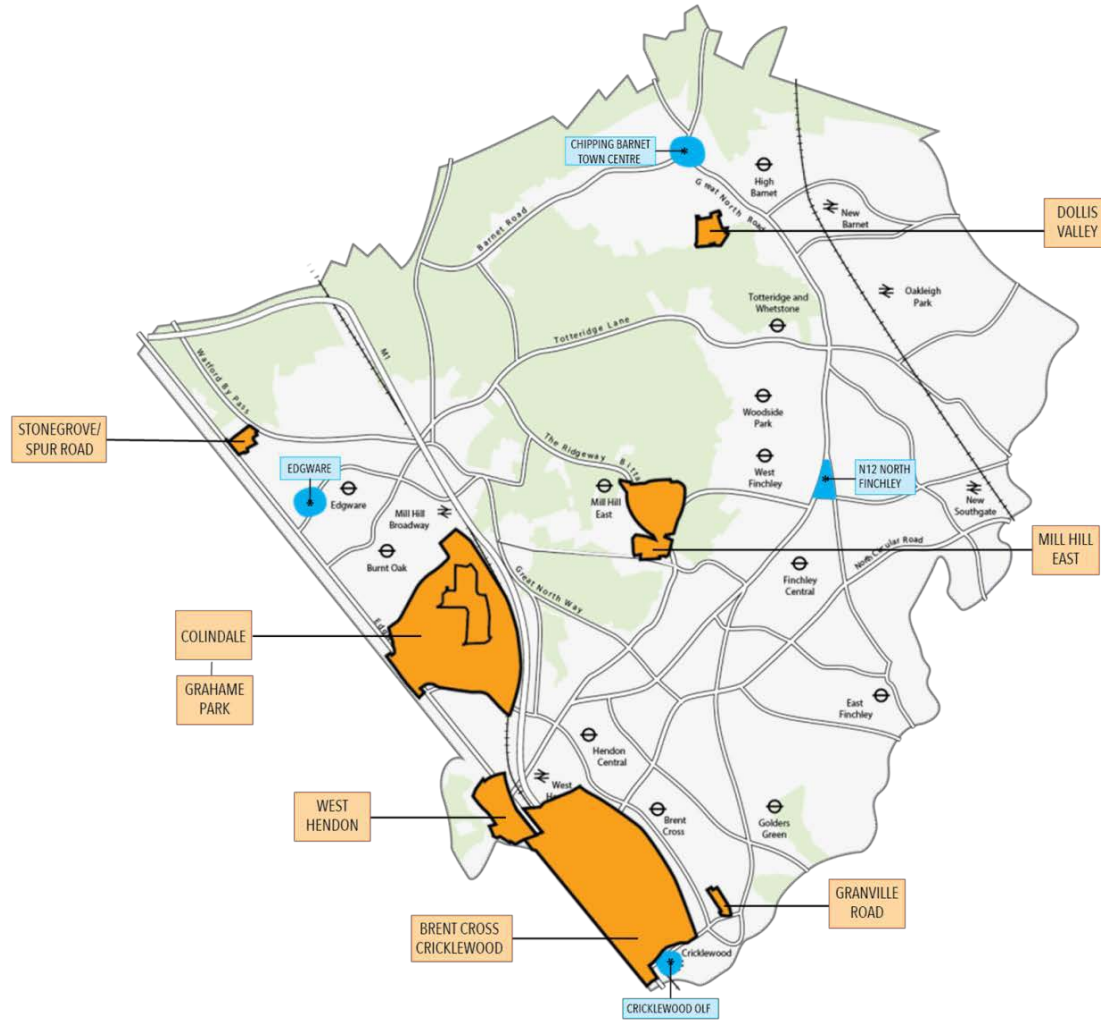 CHIPPING BARNET
TOWN CENTRE
High
Barnet
Great North Road
New
Barnet
DOLLIS
VALLEY
Barnet Road
Oakleigh
Park
Totteridge and
Whetstone
M1
Totteridge Lane
Watford By Pass
Woodside
Park
STONEGROVE/
SPUR ROAD
The Ridgeway
West
Finchley
N12 NORTH
FINCHLEY
EDGWARE
Edgware
Mill Hill
East
New
Southgate
Mill Hill
Broadway
MILL HILL
EAST
Burnt Oak
North Circular Road
Finchley
Central
Great North Way
COLINDALE
GRAHAME
PARK
East
Finchley
Hendon
Central
West
WEST
HENDON
Brent
Cross
Golders
Green
GRANVILLE
ROAD
BRENT CROSS
CRICKLEWOOD
Cricklewood
CRICKLEWOOD OLF